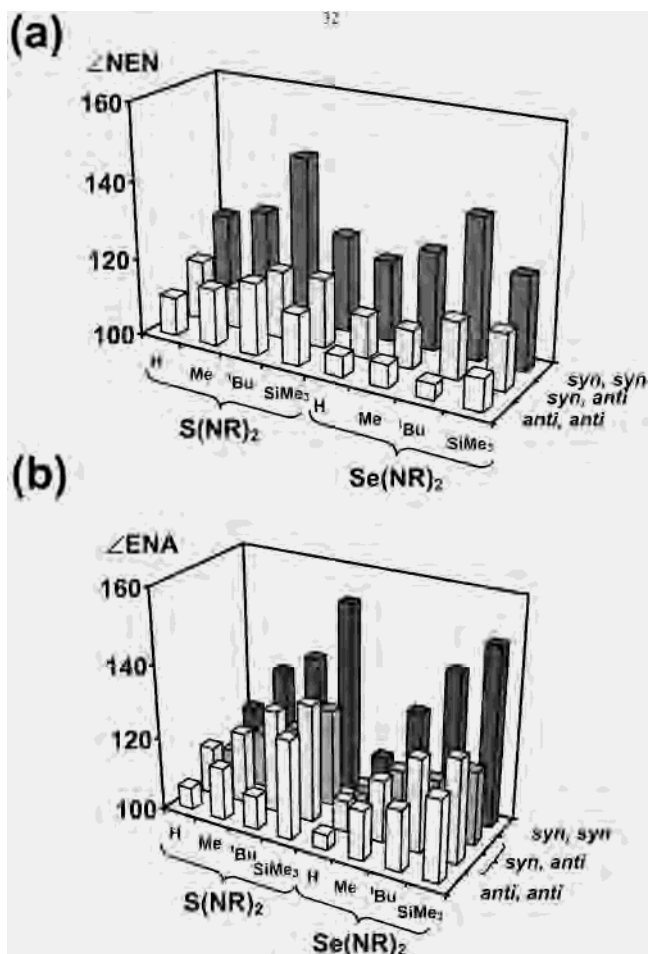 32
(a)
∠NEN
160
140
120
100
H
Me
ᵗBu
SiMe₃
H
Me
ᵗBu
SiMe₃
syn, syn
syn, anti
anti, anti
S(NR)₂
Se(NR)₂
(b)
∠ENA
160
140
120
100
H
Me
ᵗBu
SiMe₃
H
Me
ᵗBu
SiMe₃
syn, syn
syn, anti
anti, anti
S(NR)₂
Se(NR)₂